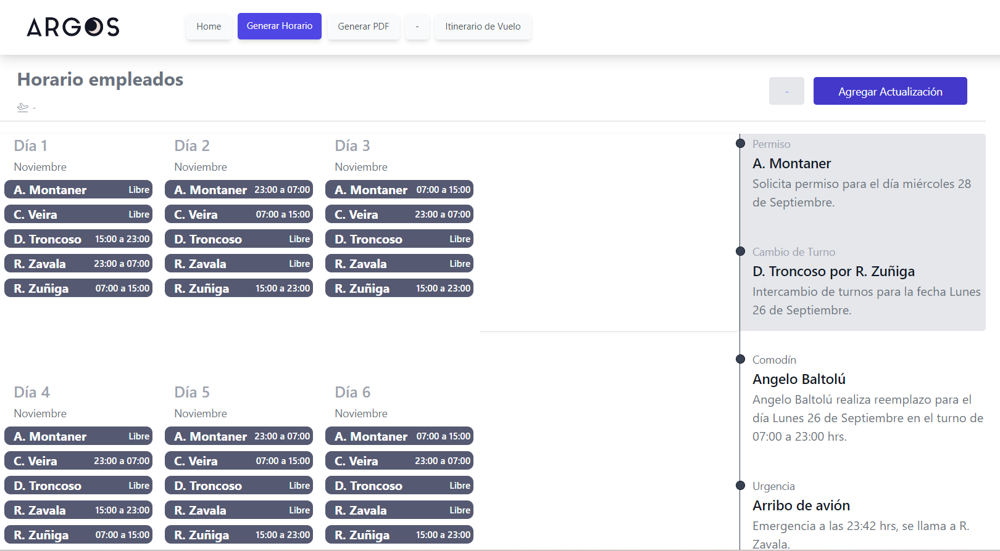 ARGOS
Home
Generar Horario
Generar PDF
-
Itinerario de Vuelo
Horario empleados
-
-
Agregar Actualización
Día 1
Noviembre
A. Montaner Libre
C. Veira Libre
D. Troncoso 15:00 a 23:00
R. Zavala 23:00 a 07:00
R. Zuñiga 07:00 a 15:00
Día 2
Noviembre
A. Montaner 23:00 a 07:00
C. Veira 07:00 a 15:00
D. Troncoso Libre
R. Zavala Libre
R. Zuñiga 15:00 a 23:00
Día 3
Noviembre
A. Montaner 07:00 a 15:00
C. Veira 23:00 a 07:00
D. Troncoso Libre
R. Zavala Libre
R. Zuñiga 15:00 a 23:00
Día 4
Noviembre
A. Montaner Libre
C. Veira 23:00 a 07:00
D. Troncoso Libre
R. Zavala 15:00 a 23:00
R. Zuñiga 07:00 a 15:00
Día 5
Noviembre
A. Montaner 23:00 a 07:00
C. Veira 07:00 a 15:00
D. Troncoso Libre
R. Zavala Libre
R. Zuñiga 15:00 a 23:00
Día 6
Noviembre
A. Montaner 07:00 a 15:00
C. Veira 23:00 a 07:00
D. Troncoso Libre
R. Zavala Libre
R. Zuñiga 15:00 a 23:00
Permiso
A. Montaner
Solicita permiso para el día miércoles 28
de Septiembre.
Cambio de Turno
D. Troncoso por R. Zuñiga
Intercambio de turnos para la fecha Lunes
26 de Septiembre.
Comodín
Angelo Baltolú
Angelo Baltolú realiza reemplazo para el
día Lunes 26 de Septiembre en el turno de
07:00 a 23:00 hrs.
Urgencia
Arribo de avión
Emergencia a las 23:42 hrs, se llama a R.
Zavala.